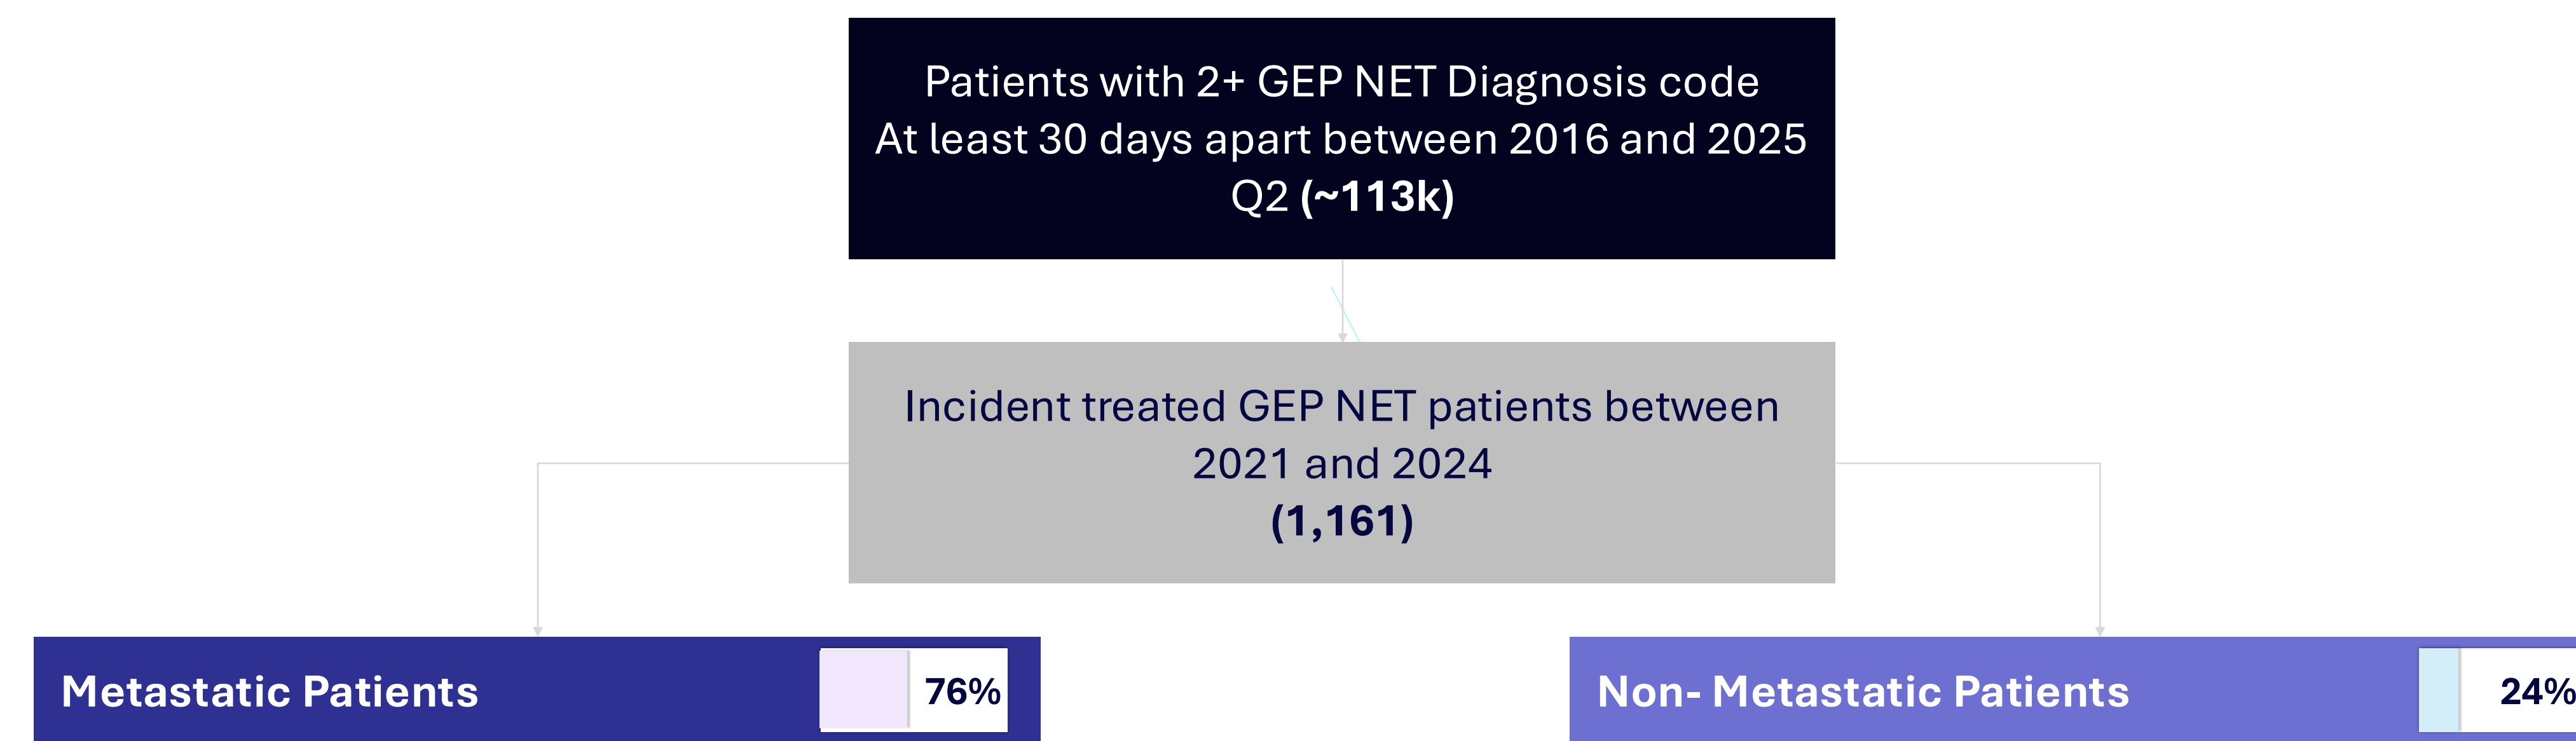 Patients with 2+ GEP NET Diagnosis code
At least 30 days apart between 2016 and 2025
Q2 (~113k)
Incident treated GEP NET patients between
2021 and 2024
(1,161)
Metastatic Patients 76%
Non- Metastatic Patients 24%